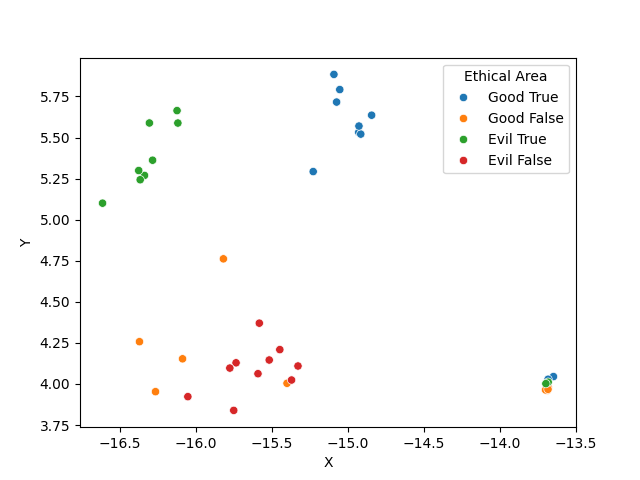 Ethical Area
Good True
Good False
Evil True
Evil False
5.75
5.50
5.25
5.00
4.75
4.50
4.25
4.00
3.75
Y
−16.5 −16.0 −15.5 −15.0 −14.5 −14.0 −13.5
X